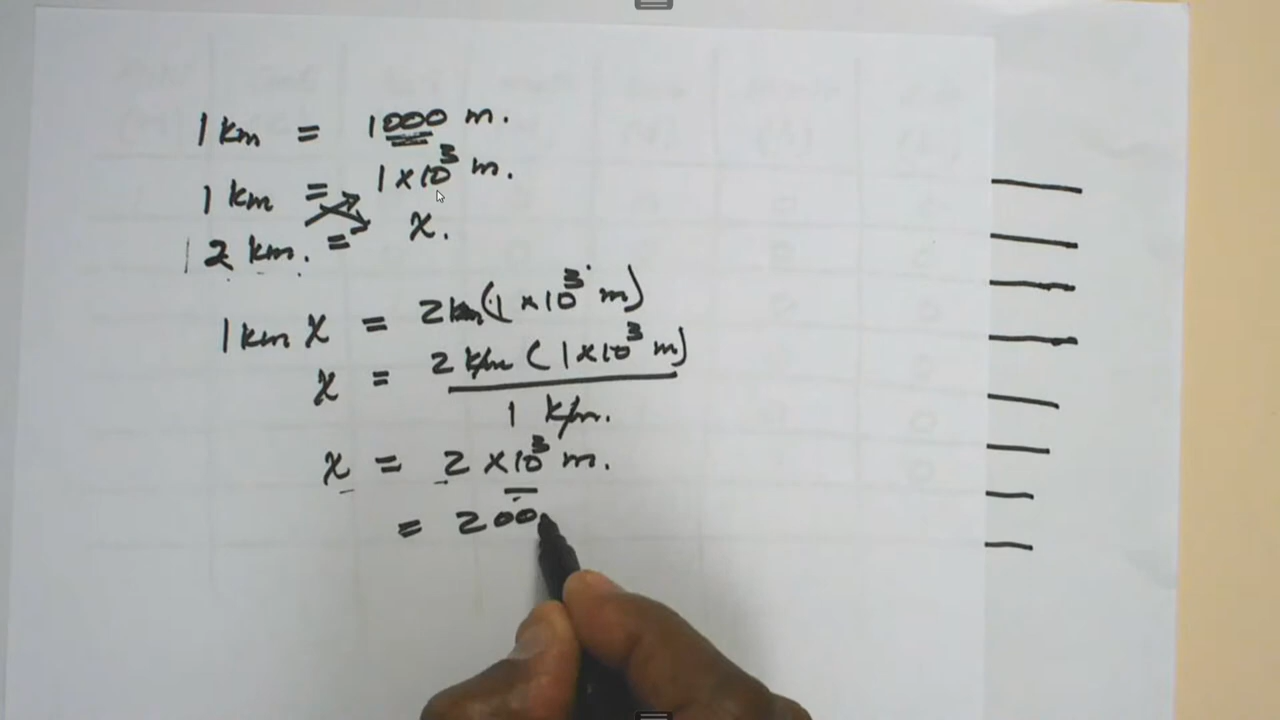 1 km = 1000 m.
1 km = 1 × 10³ m.
2 km. = x.
1 km x = 2 km (1 × 10³ m)
x = 2 km (1 × 10³ m)
1 km.
x = 2 × 10³ m.
= 200